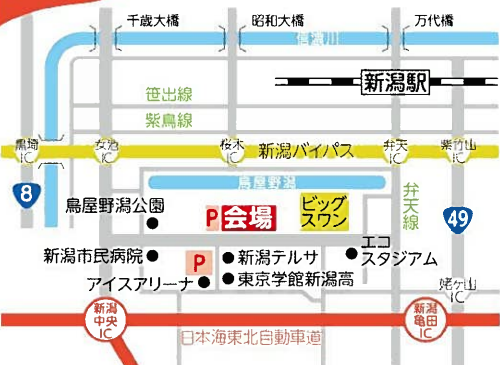 千歳大橋
昭和大橋
万代橋
信濃川
新潟駅
笹出線
紫鳥線
黒埼
IC
女池
IC
桜木
IC
新潟バイパス
弁天
IC
紫竹山
IC
鳥屋野潟
8
鳥屋野潟公園
P
会場
ビッグ
スワン
弁天線
49
新潟市民病院
P
新潟テルサ
エコ
スタジアム
アイスアリーナ
東京学館新潟高
姥ヶ山
IC
新潟
中央
IC
日本海東北自動車道
新潟
亀田
IC